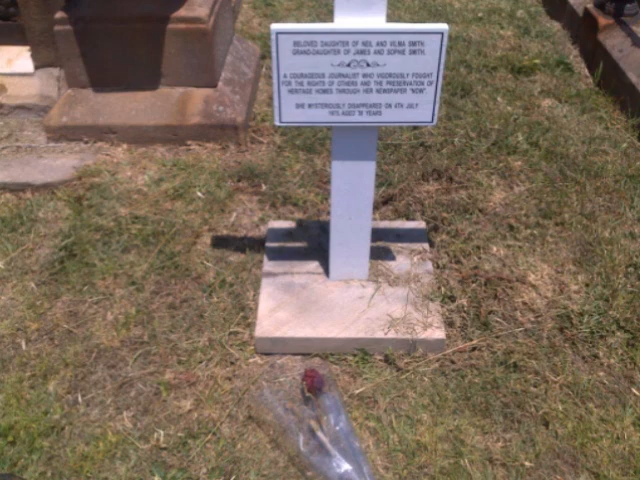 BELOVED DAUGHTER OF NEIL AND VILMA SMITH;
GRAND-DAUGHTER OF JAMES AND SOPHIE SMITH.
A COURAGEOUS JOURNALIST WHO VIGOROUSLY FOUGHT
FOR THE RIGHTS OF OTHERS AND THE PRESERVATION OF
HERITAGE HOMES THROUGH HER NEWSPAPER "NOW".
SHE MYSTERIOUSLY DISAPPEARED ON 4TH JULY
1975 AGED 38 YEARS